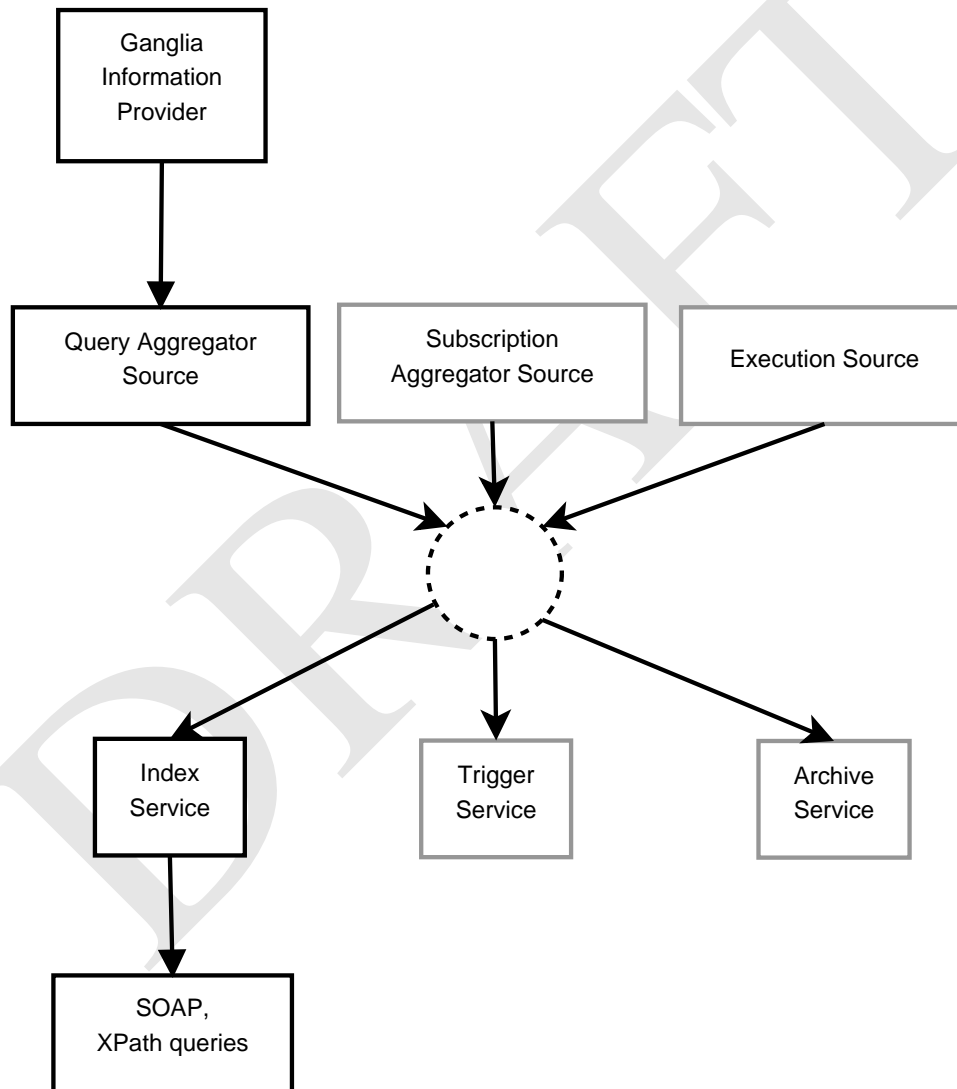 Ganglia
Information
Provider
Query Aggregator
Source
Subscription
Aggregator Source
Execution Source
Index
Service
Trigger
Service
Archive
Service
SOAP,
XPath queries
DRAFT